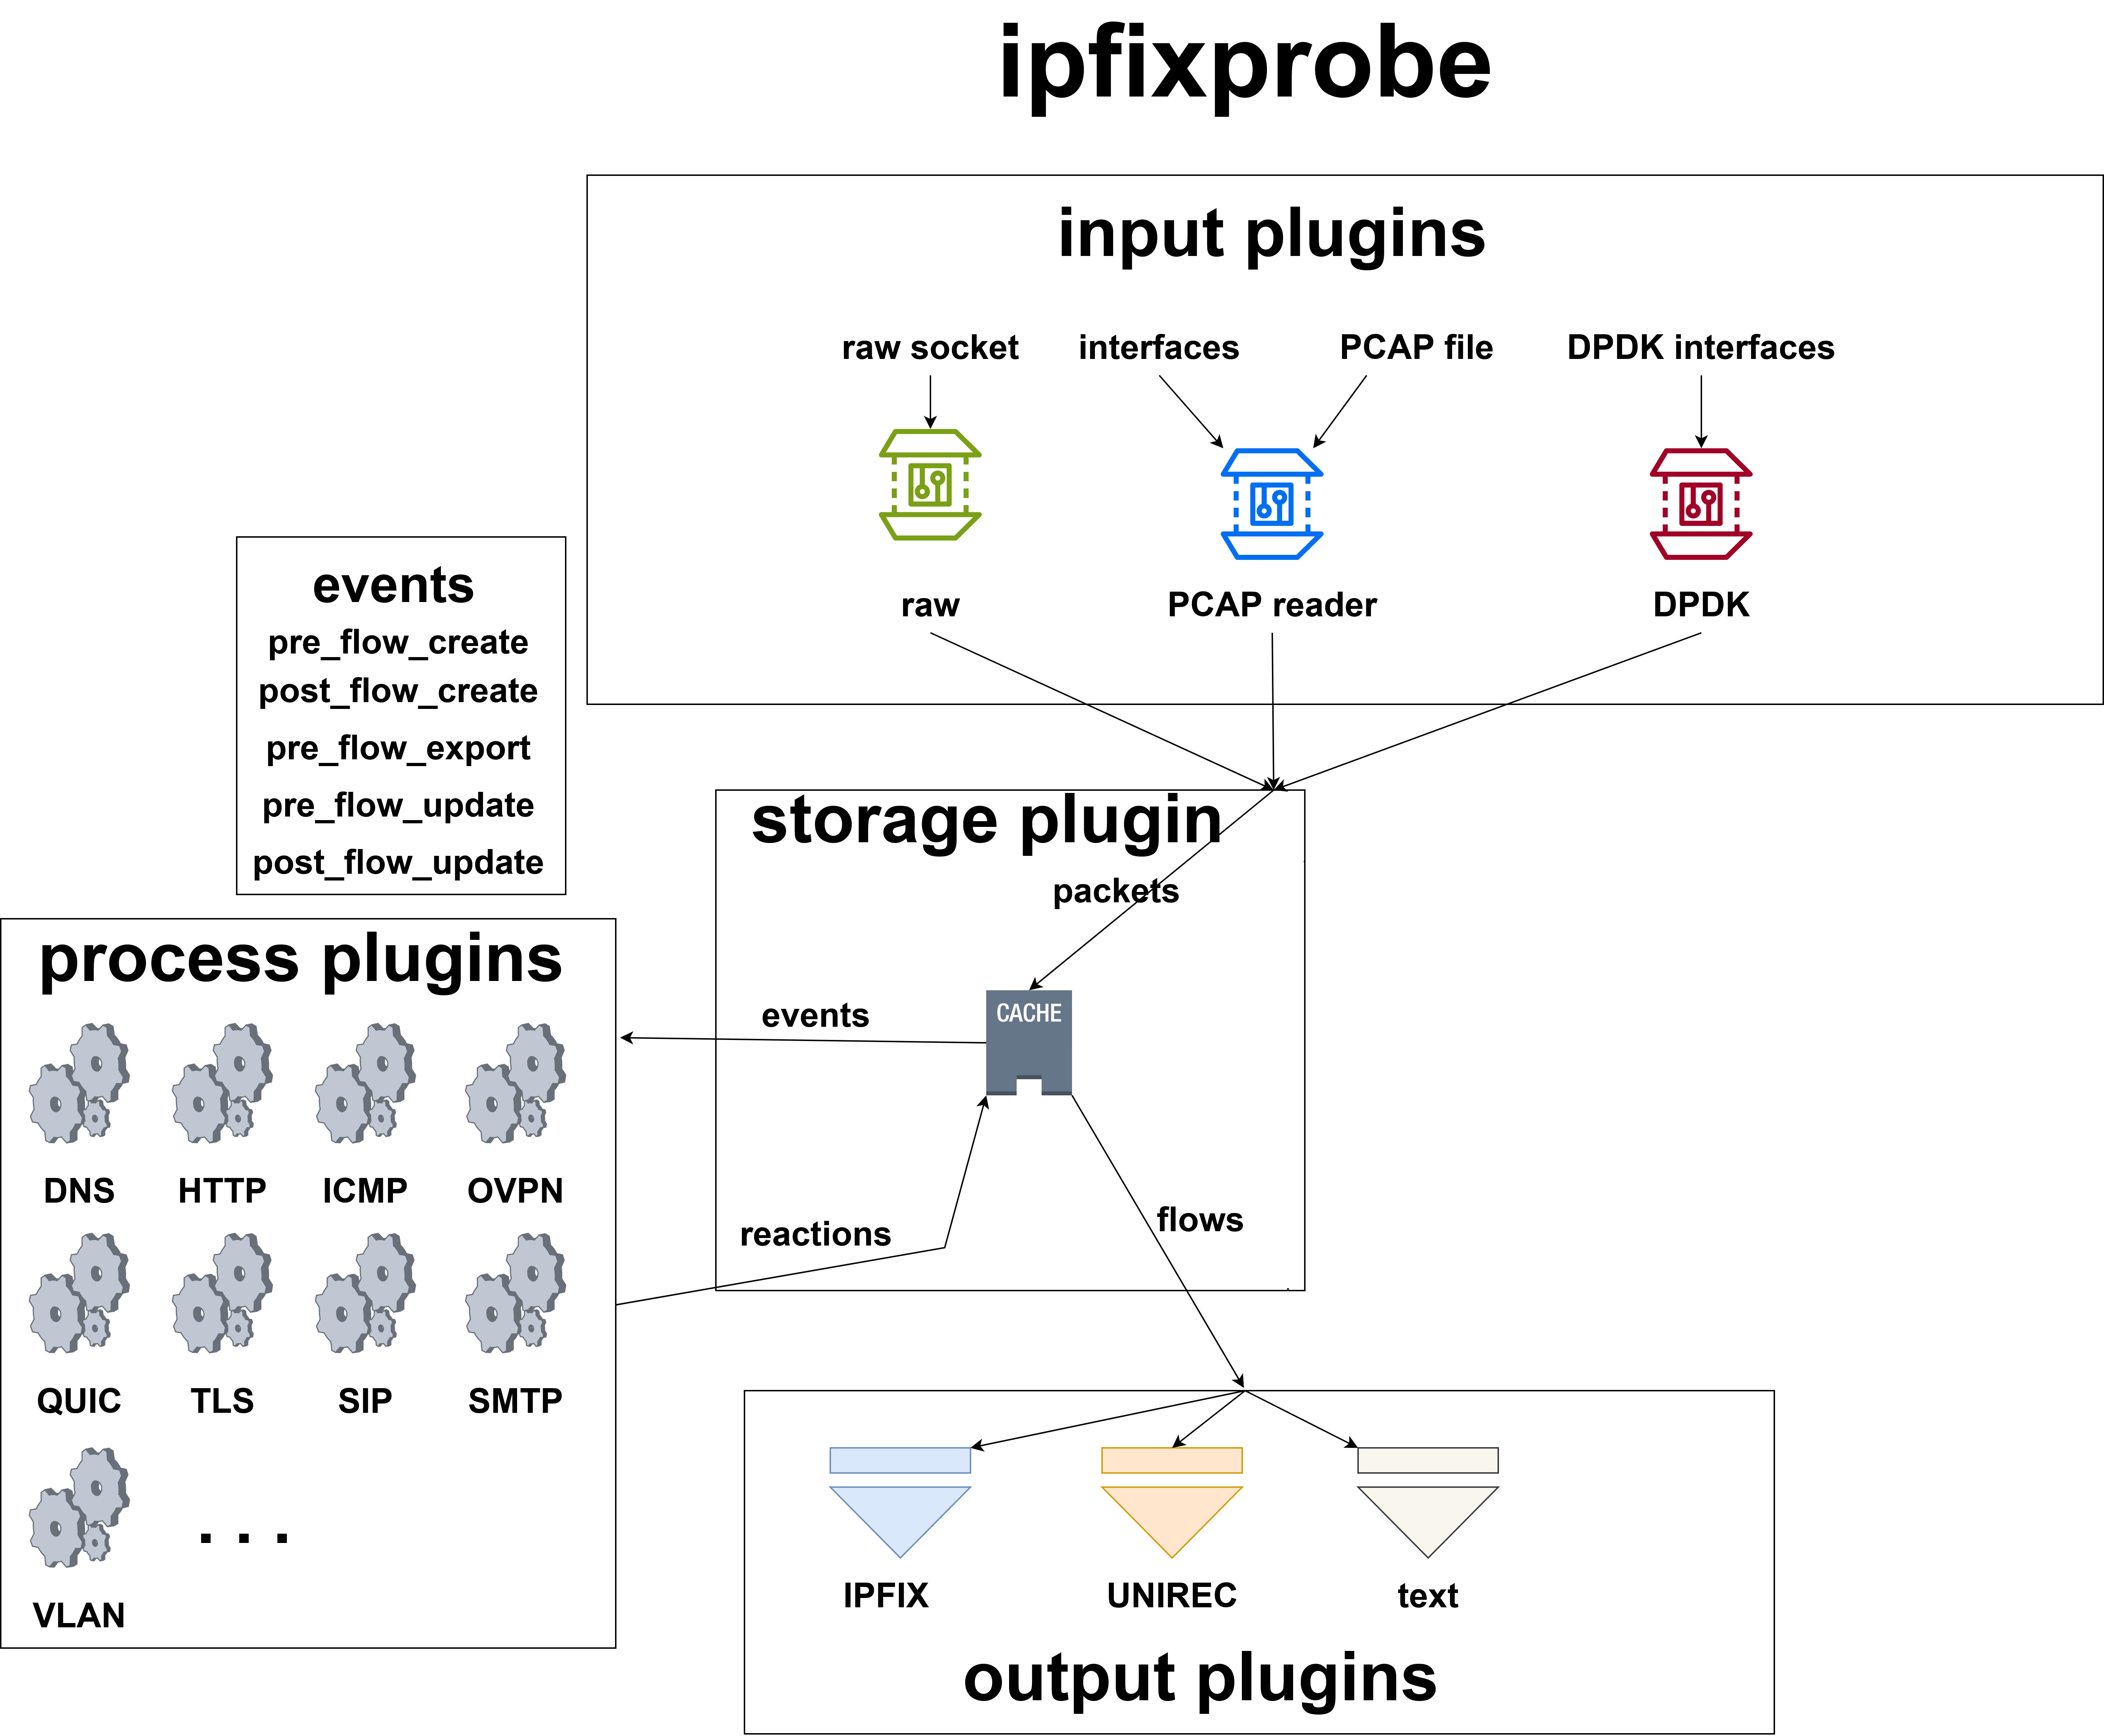 ipfixprobe
input plugins
raw socket
interfaces
PCAP file
DPDK interfaces
raw
PCAP reader
DPDK
events
pre_flow_create
post_flow_create
pre_flow_export
pre_flow_update
post_flow_update
storage plugin
packets
CACHE
events
reactions
flows
process plugins
DNS
HTTP
ICMP
OVPN
QUIC
TLS
SIP
SMTP
VLAN
. . .
IPFIX
UNIREC
text
output plugins